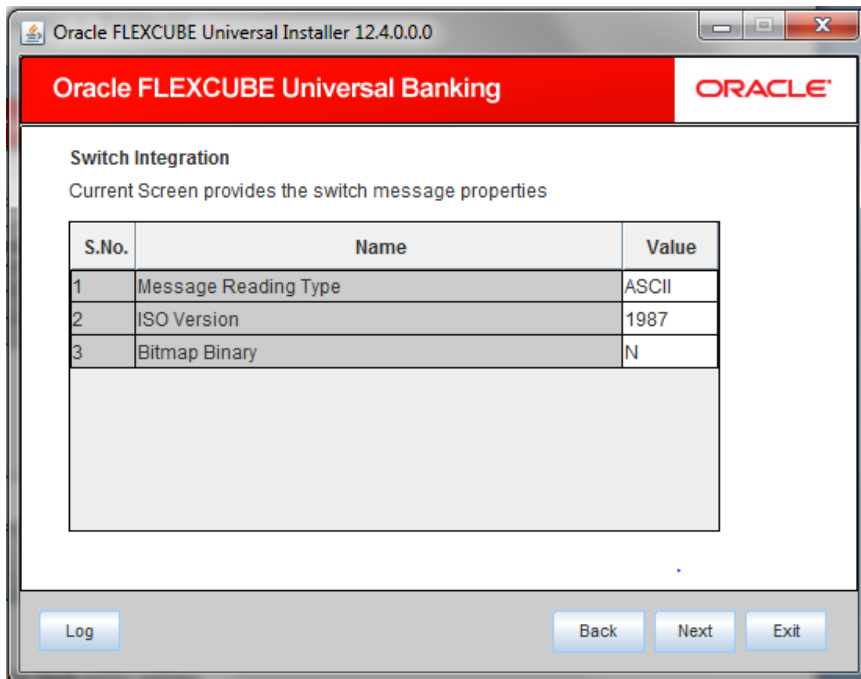 Oracle FLEXCUBE Universal Installer 12.4.0.0.0
Oracle FLEXCUBE Universal Banking ORACLE
Switch Integration
Current Screen provides the switch message properties
S.No. Name Value
1 Message Reading Type ASCII
2 ISO Version 1987
3 Bitmap Binary N
Log Back Next Exit